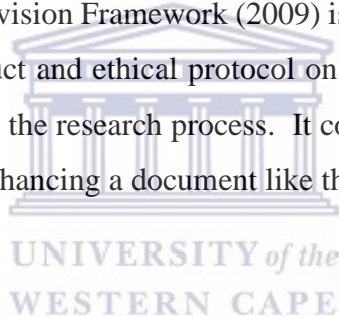 vision Framework (2009) is
uct and ethical protocol on
the research process. It co
hancing a document like th
UNIVERSITY of the
WESTERN CAPE